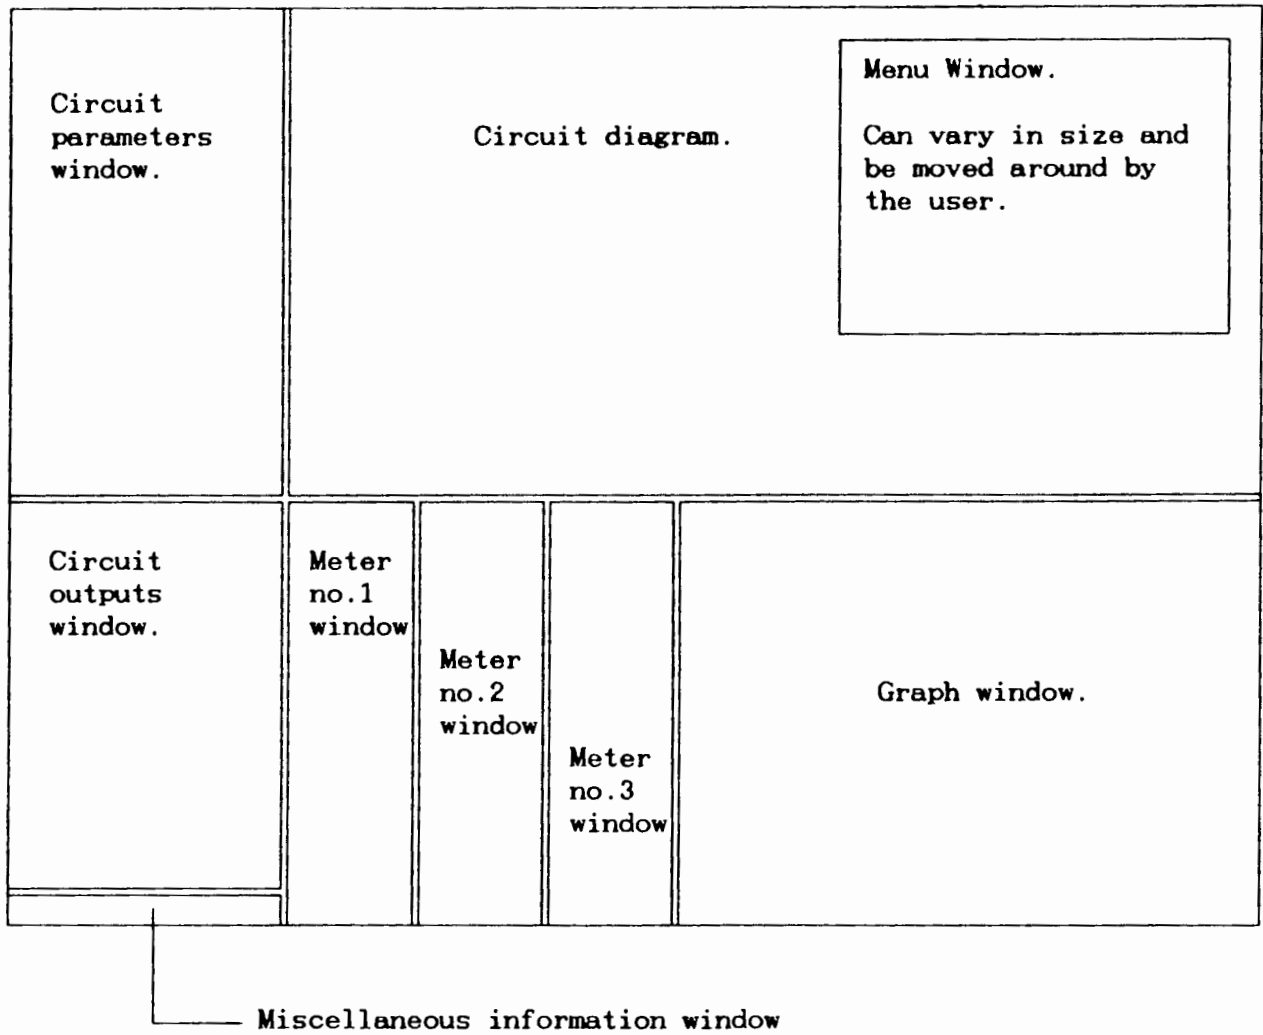 Circuit
parameters
window.
Circuit diagram.
Menu Window.
Can vary in size and
be moved around by
the user.
Circuit
outputs
window.
Meter
no.1
window
Meter
no.2
window
Meter
no.3
window
Graph window.
Miscellaneous information window